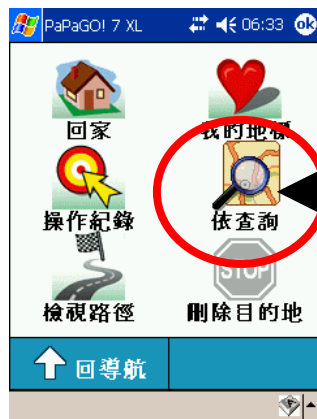 PaPaGO! 7 XL 06:33 ok
回家 我的地標
操作紀錄 依查詢
STOP
檢視路徑 刪除目的地
回導航